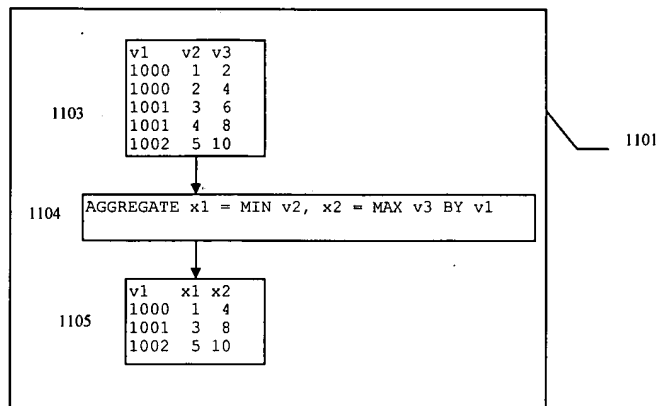 v1 v2 v3
1000 1 2
1000 2 4
1001 3 6
1001 4 8
1002 5 10
1103
1101
1104
AGGREGATE x1 = MIN v2, x2 = MAX v3 BY v1
v1 x1 x2
1000 1 4
1001 3 8
1002 5 10
1105